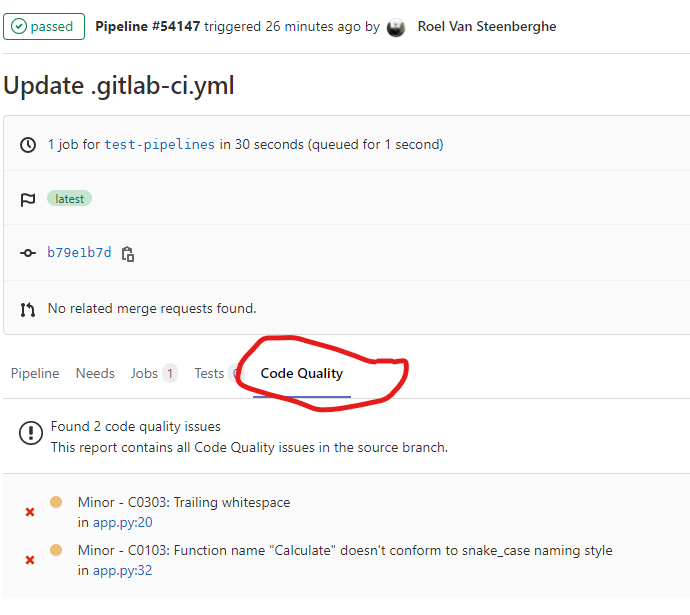 passed Pipeline #54147 triggered 26 minutes ago by Roel Van Steenberghe
Update .gitlab-ci.yml
1 job for test-pipelines in 30 seconds (queued for 1 second)
latest
b79e1b7d
No related merge requests found.
Pipeline Needs Jobs 1 Tests Code Quality
Found 2 code quality issues
This report contains all Code Quality issues in the source branch.
Minor - C0303: Trailing whitespace
in app.py:20
Minor - C0103: Function name "Calculate" doesn't conform to snake_case naming style
in app.py:32